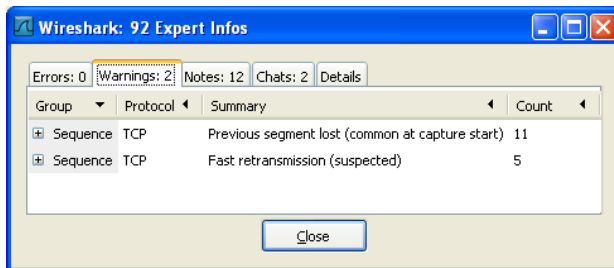 Wireshark: 92 Expert Infos
Errors: 0 Warnings: 2 Notes: 12 Chats: 2 Details
Group Protocol Summary Count
Sequence TCP Previous segment lost (common at capture start) 11
Sequence TCP Fast retransmission (suspected) 5
Close